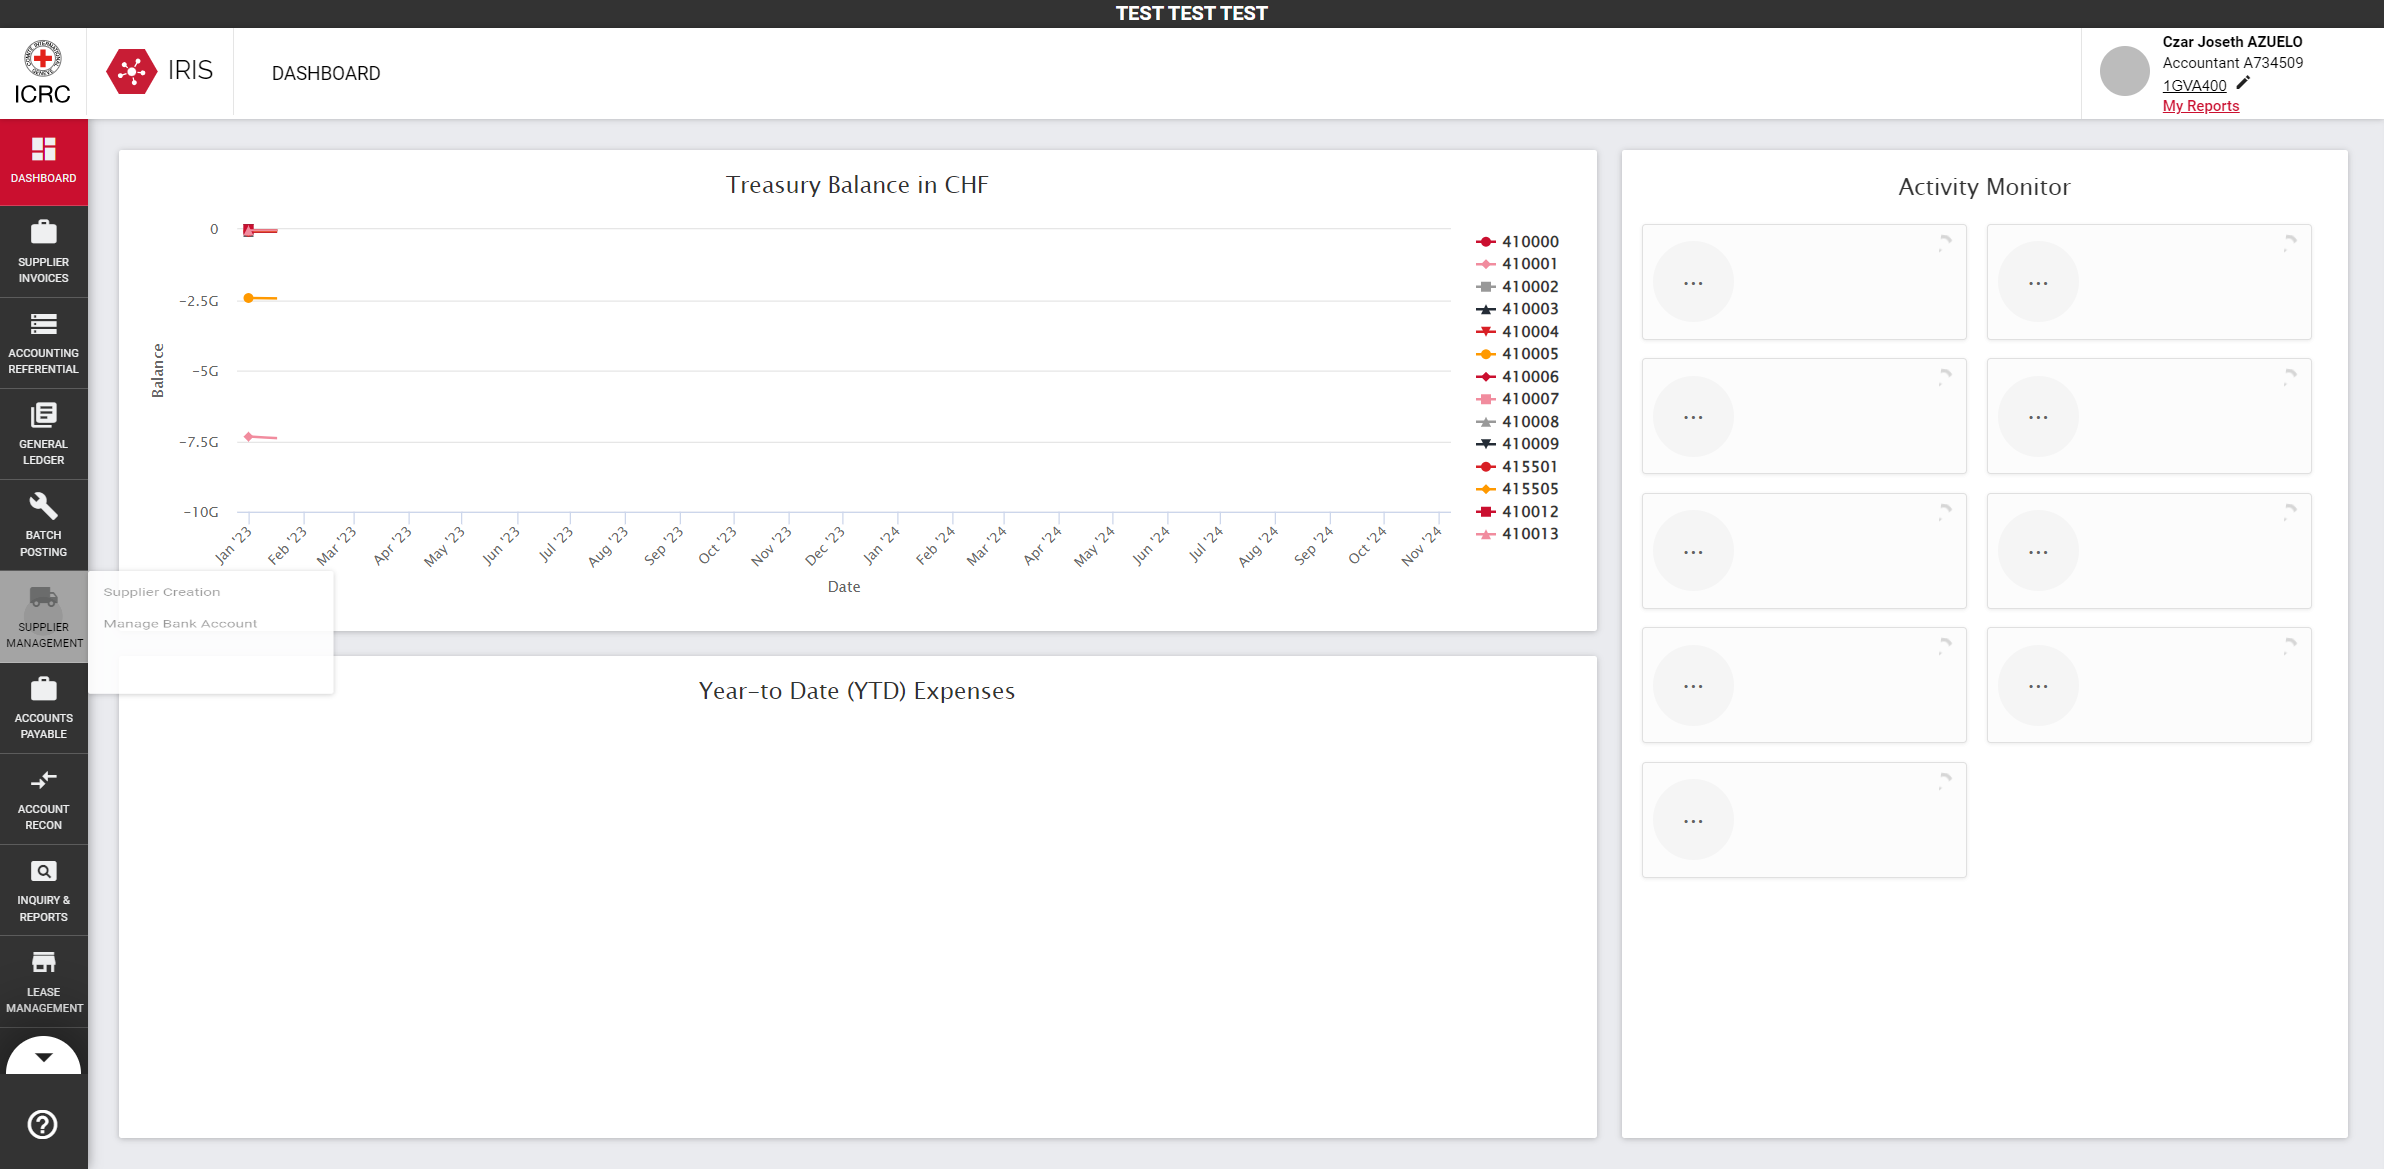 TEST TEST TEST
ICRC
IRIS
DASHBOARD
Czar Joseth AZUELO
Accountant A734509
1GVA400
My Reports
DASHBOARD
SUPPLIER
INVOICES
ACCOUNTING
REFERENTIAL
GENERAL
LEDGER
BATCH
POSTING
SUPPLIER
MANAGEMENT
Supplier Creation
Manage Bank Account
ACCOUNTS
PAYABLE
ACCOUNT
RECON
INQUIRY &
REPORTS
LEASE
MANAGEMENT
Treasury Balance in CHF
Balance
0
−2.5G
−5G
−7.5G
−10G
Jan '23
Feb '23
Mar '23
Apr '23
May '23
Jun '23
Jul '23
Aug '23
Sep '23
Oct '23
Nov '23
Dec '23
Jan '24
Feb '24
Mar '24
Apr '24
May '24
Jun '24
Jul '24
Aug '24
Sep '24
Oct '24
Nov '24
Date
410000
410001
410002
410003
410004
410005
410006
410007
410008
410009
415501
415505
410012
410013
Year-to Date (YTD) Expenses
Activity Monitor
...
...
...
...
...
...
...
...
...